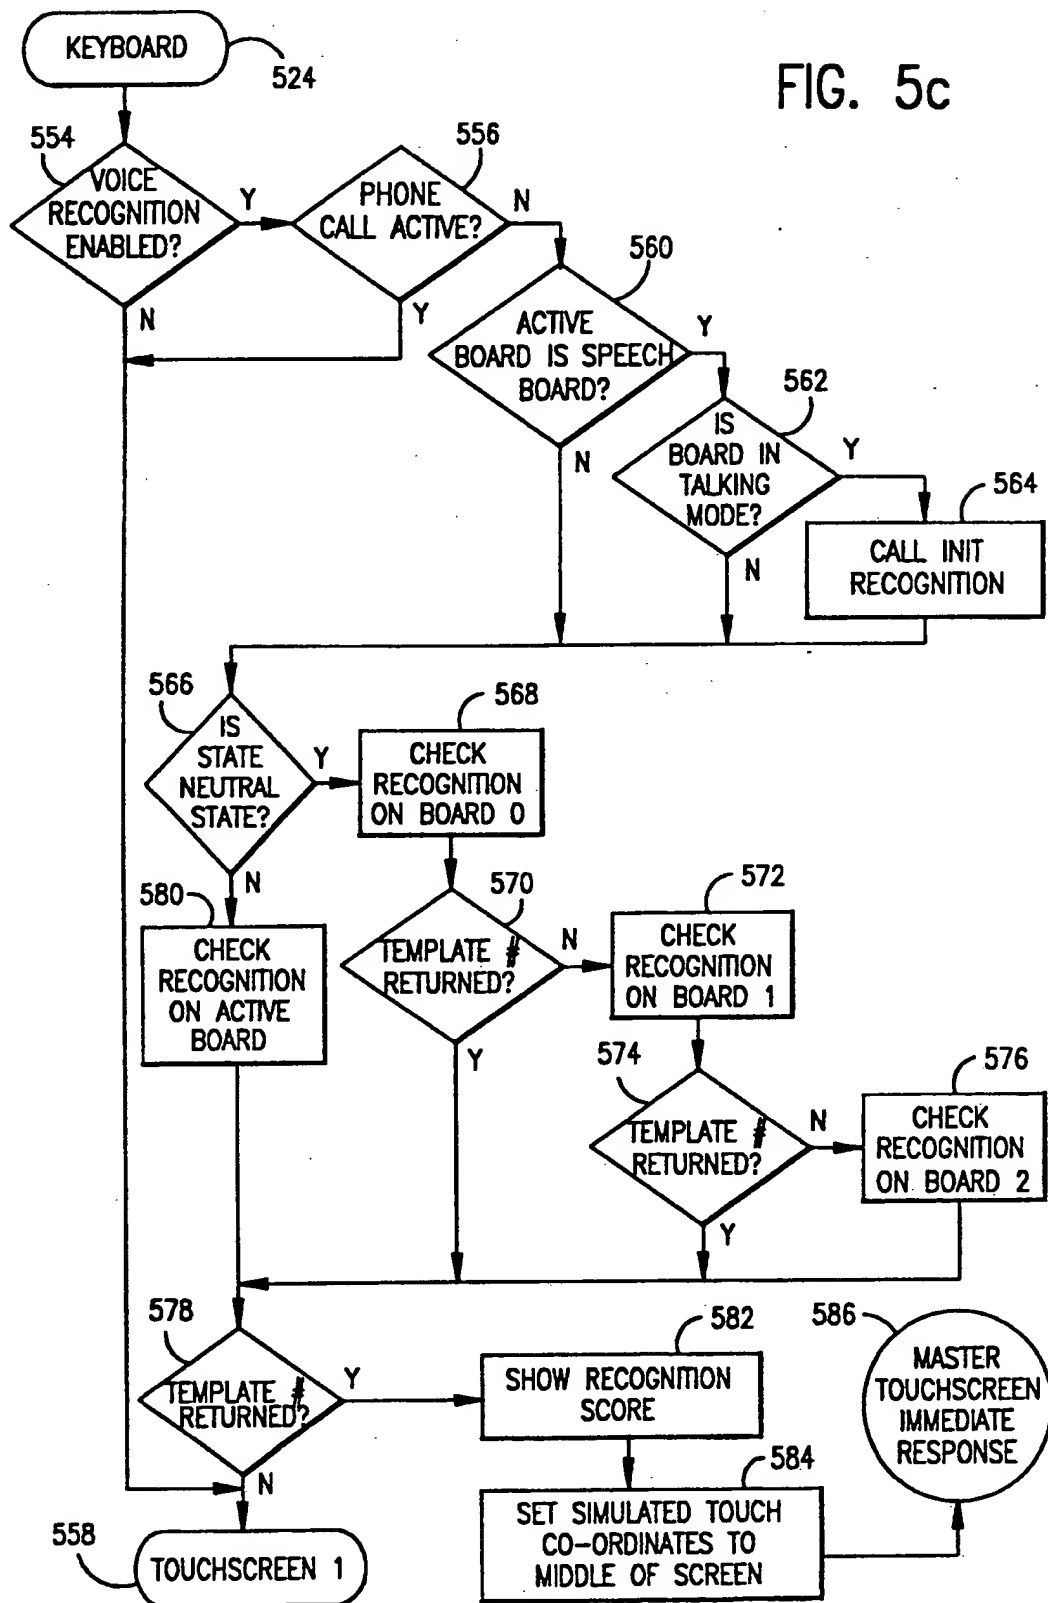 KEYBOARD
524
FIG. 5c
554
VOICE
RECOGNITION
ENABLED?
Y
N
556
PHONE
CALL ACTIVE?
N
Y
560
ACTIVE
BOARD IS SPEECH
BOARD?
Y
N
562
IS
BOARD IN
TALKING
MODE?
Y
N
564
CALL INIT
RECOGNITION
566
IS
STATE
NEUTRAL
STATE?
Y
N
568
CHECK
RECOGNITION
ON BOARD 0
580
CHECK
RECOGNITION
ON ACTIVE
BOARD
570
TEMPLATE #
RETURNED?
N
Y
572
CHECK
RECOGNITION
ON BOARD 1
574
TEMPLATE #
RETURNED?
N
Y
576
CHECK
RECOGNITION
ON BOARD 2
578
TEMPLATE #
RETURNED?
Y
N
582
SHOW RECOGNITION
SCORE
584
SET SIMULATED TOUCH
CO-ORDINATES TO
MIDDLE OF SCREEN
586
MASTER
TOUCHSCREEN
IMMEDIATE
RESPONSE
558
TOUCHSCREEN 1